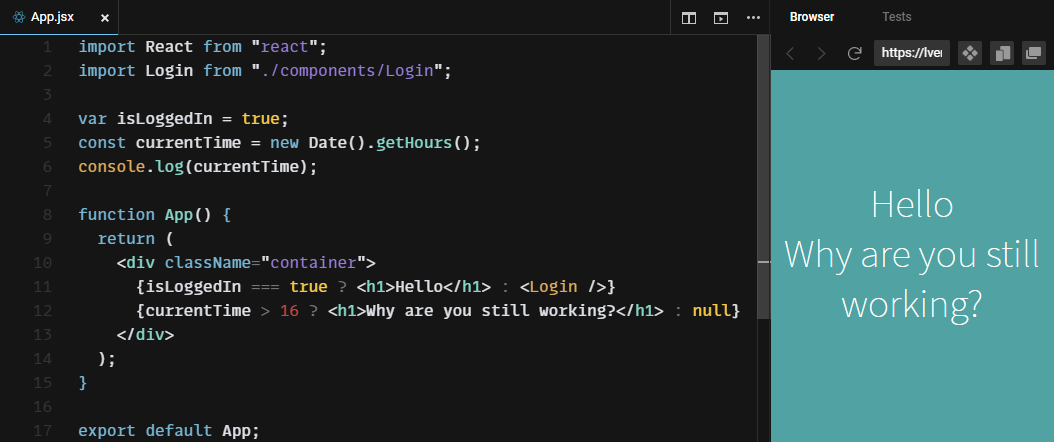 App.jsx ×
1 import React from "react";
2 import Login from "./components/Login";
3
4 var isLoggedIn = true;
5 const currentTime = new Date().getHours();
6 console.log(currentTime);
7
8 function App() {
9   return (
10     <div className="container">
11       {isLoggedIn === true ? <h1>Hello</h1> : <Login />}
12       {currentTime > 16 ? <h1>Why are you still working?</h1> : null}
13     </div>
14   );
15 }
16
17 export default App;
Browser Tests
https://lver
Hello
Why are you still
working?